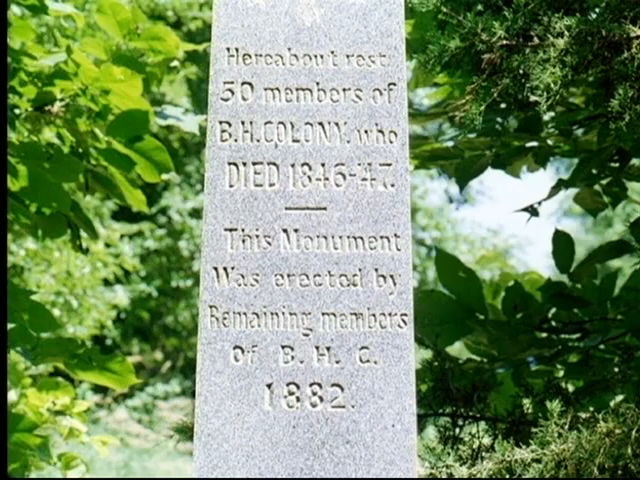 Hereabout rest
50 members of
B.H. COLONY. who
DIED 1846-'47.
This Monument
Was erected by
Remaining members
Of B. H. C.
1882.